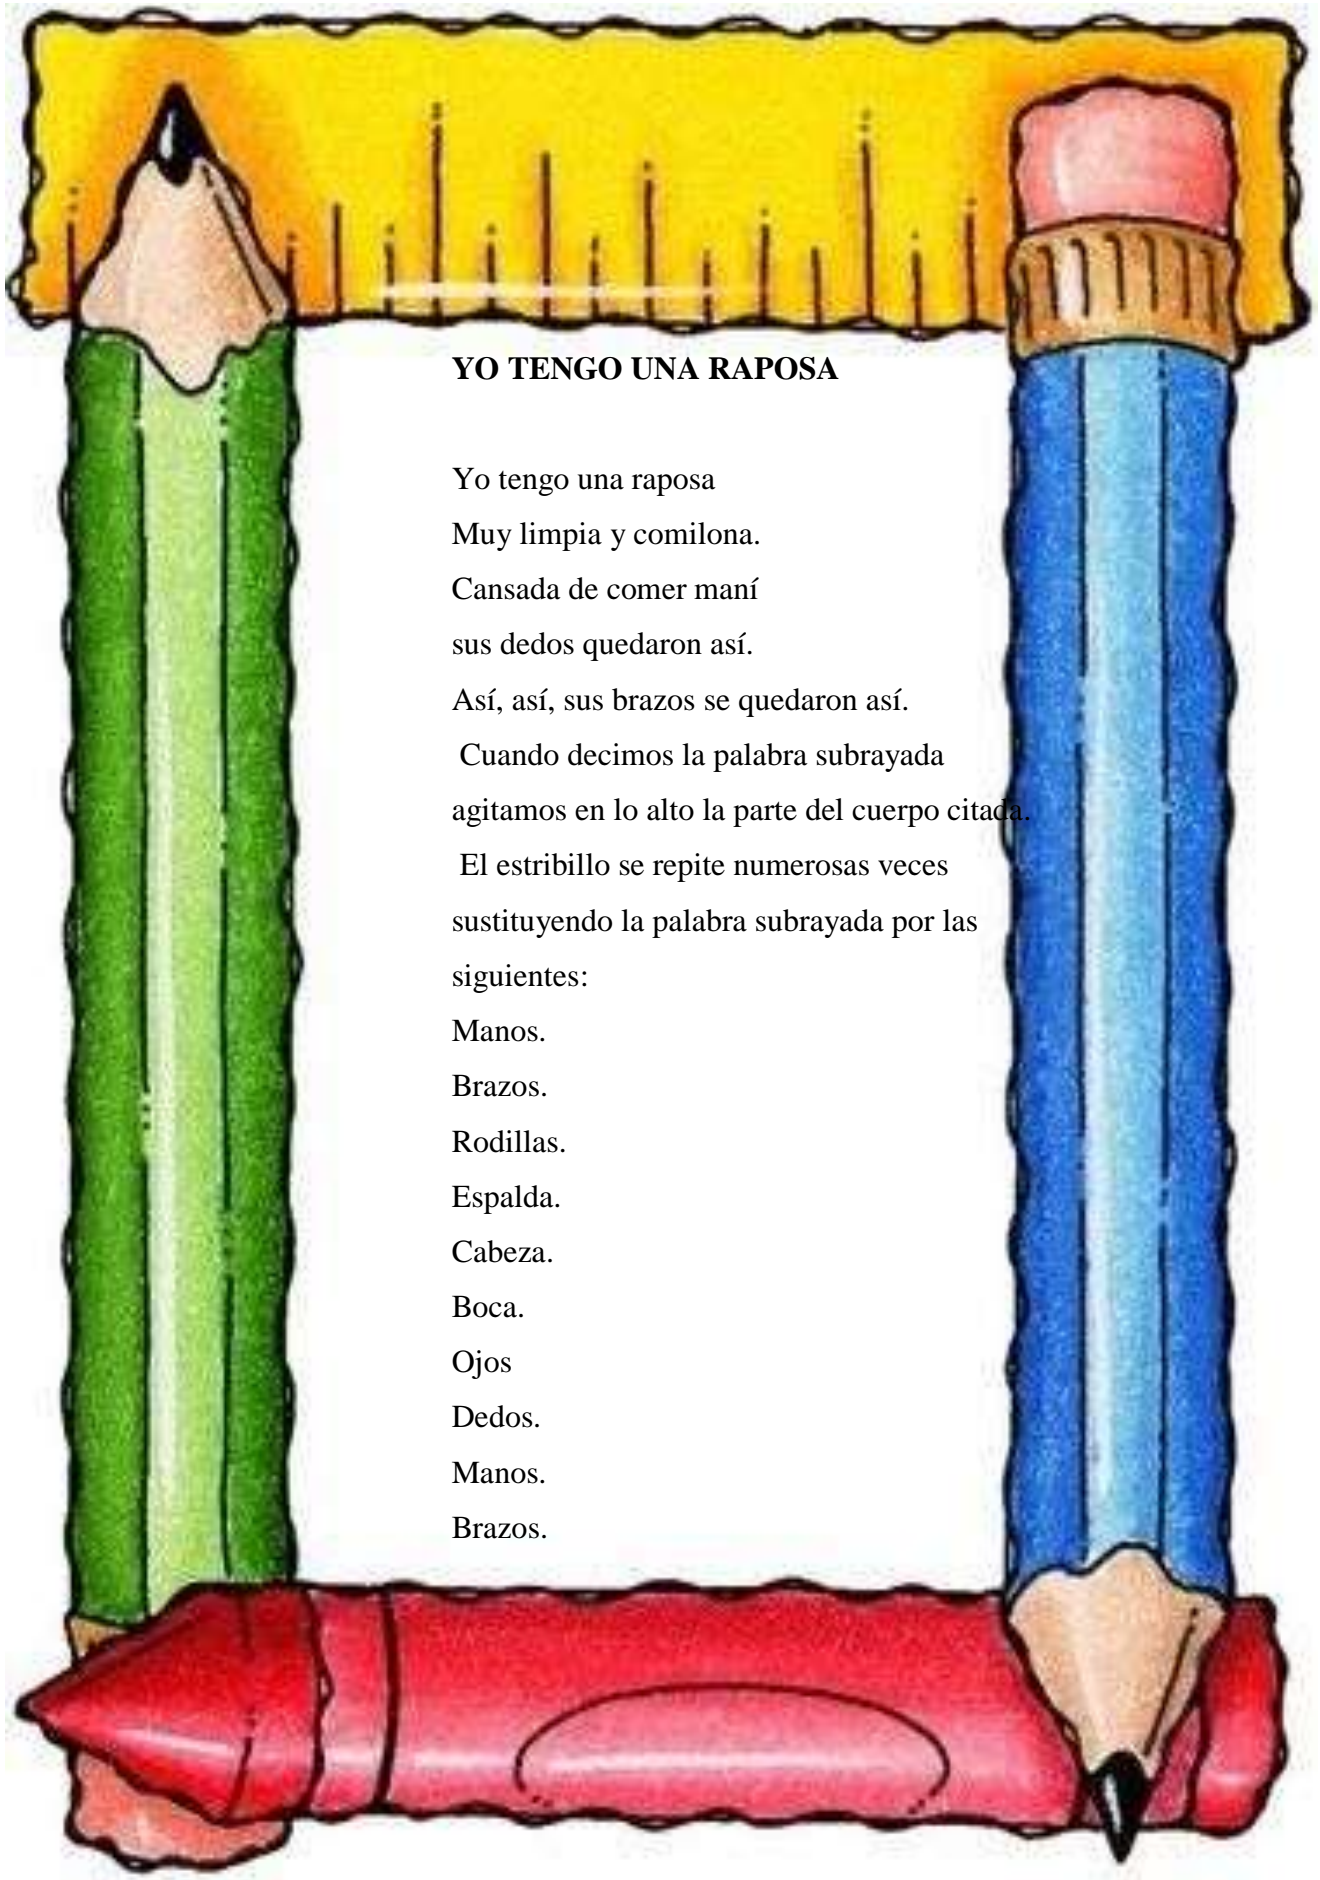 YO TENGO UNA RAPOSA
Yo tengo una raposa
Muy limpia y comilona.
Cansada de comer maní
sus dedos quedaron así.
Así, así, sus brazos se quedaron así.
Cuando decimos la palabra subrayada
agitamos en lo alto la parte del cuerpo citada.
El estribillo se repite numerosas veces
sustituyendo la palabra subrayada por las
siguientes:
Manos.
Brazos.
Rodillas.
Espalda.
Cabeza.
Boca.
Ojos
Dedos.
Manos.
Brazos.